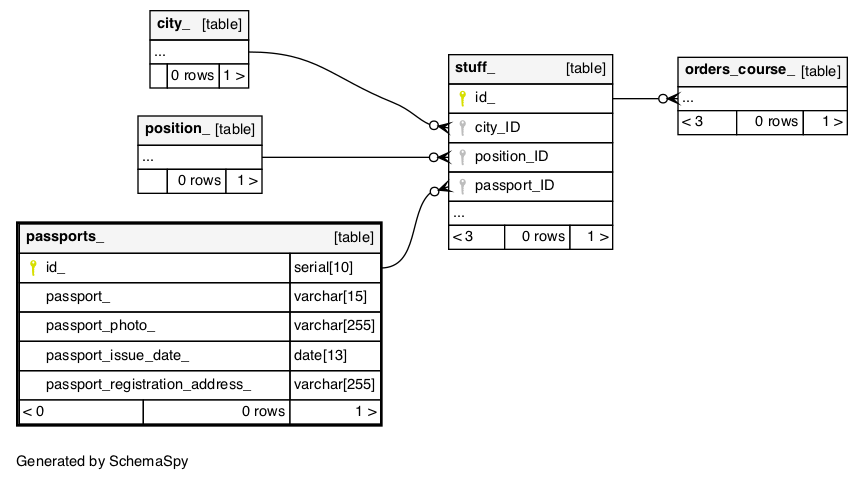 city_ [table]
...
0 rows 1 >
position_ [table]
...
0 rows 1 >
passports_ [table]
id_ serial[10]
passport_ varchar[15]
passport_photo_ varchar[255]
passport_issue_date_ date[13]
passport_registration_address_ varchar[255]
< 0 0 rows 1 >
stuff_ [table]
id_
city_ID
position_ID
passport_ID
...
< 3 0 rows 1 >
orders_course_ [table]
...
< 3 0 rows 1 >
Generated by SchemaSpy